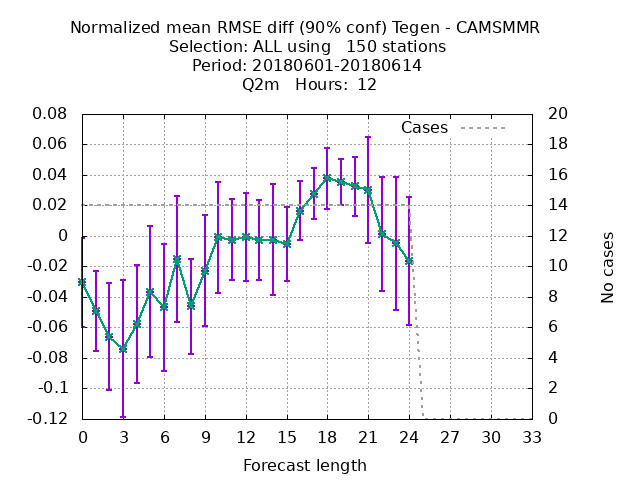 Normalized mean RMSE diff (90% conf) Tegen - CAMSMMR
Selection: ALL using   150 stations
Period: 20180601-20180614
Q2m   Hours:  12
Cases
0.08
0.06
0.04
0.02
0
-0.02
-0.04
-0.06
-0.08
-0.1
-0.12
20
18
16
14
12
10
8
6
4
2
0
No cases
0 3 6 9 12 15 18 21 24 27 30 33
Forecast length